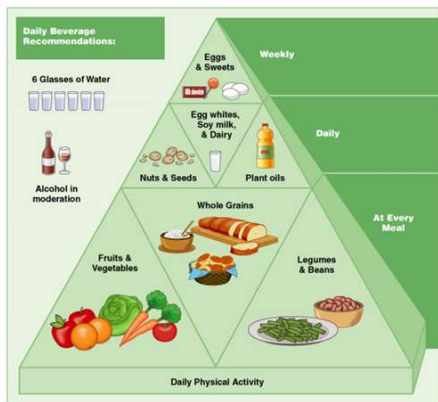 Daily Beverage
Recommendations:
6 Glasses of Water
Alcohol in
moderation
Eggs
& Sweets
Weekly
Egg whites,
Soy milk,
& Dairy
Nuts & Seeds
Plant oils
Daily
Whole Grains
Fruits &
Vegetables
Legumes
& Beans
At Every
Meal
Daily Physical Activity